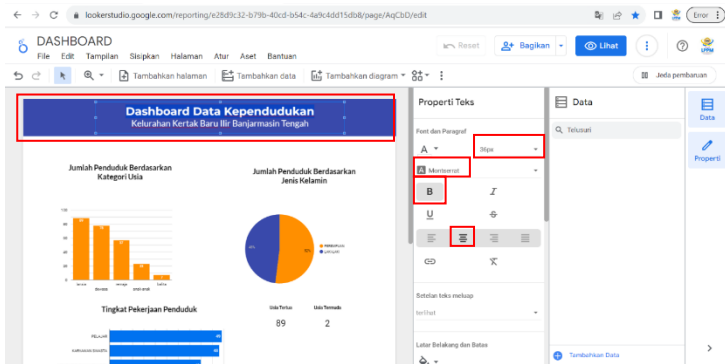 lookerstudio.google.com/reporting/e28d9c32-b79b-40cd-b54c-4a9c4dd15db8/page/AqCbD/edit
Error
DASHBOARD
File Edit Tampilan Sisipkan Halaman Atur Aset Bantuan
Reset
Bagikan
Lihat
Tambahkan halaman
Tambahkan data
Tambahkan diagram
Jeda pembaruan
Dashboard Data Kependudukan
Kelurahan Kertak Baru Ilir Banjarmasin Tengah
Jumlah Penduduk Berdasarkan
Kategori Usia
Jumlah Penduduk Berdasarkan
Jenis Kelamin
Tingkat Pekerjaan Penduduk
Usia Tertua
89
Usia Termuda
2
PELAJAR
Properti Teks
Font dan Paragraf
A
36px
Montserrat
B
I
U
S
Setelan teks meluap
terlihat
Latar Belakang dan Batas
Data
Telusuri
Tambahkan Data
Data
Properti